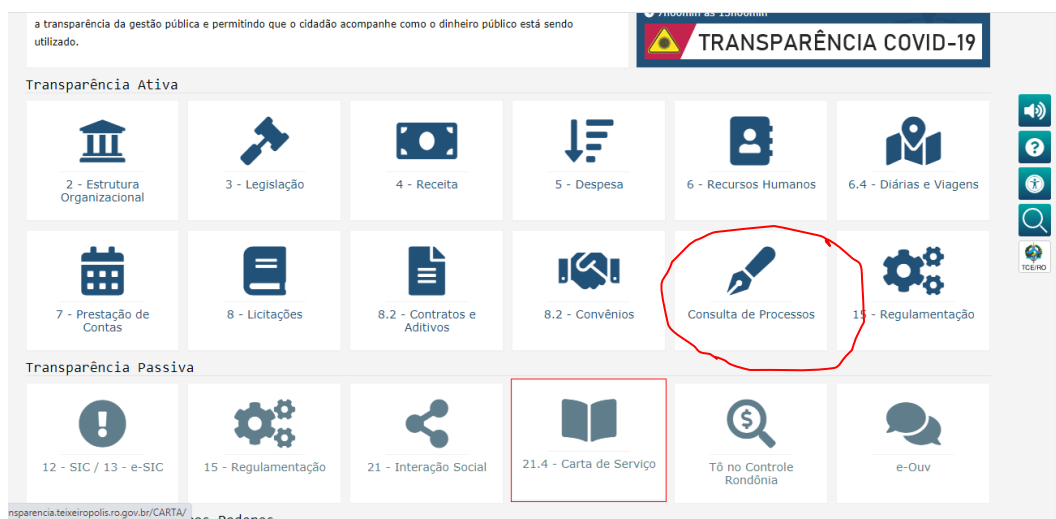 a transparência da gestão pública e permitindo que o cidadão acompanhe como o dinheiro público está sendo
utilizado.
TRANSPARÊNCIA COVID-19
Transparência Ativa
2 - Estrutura
Organizacional
3 - Legislação
4 - Receita
5 - Despesa
6 - Recursos Humanos
6.4 - Diárias e Viagens
7 - Prestação de
Contas
8 - Licitações
8.2 - Contratos e
Aditivos
8.2 - Convênios
Consulta de Processos
15 - Regulamentação
TCE/RO
Transparência Passiva
12 - SIC / 13 - e-SIC
15 - Regulamentação
21 - Interação Social
21.4 - Carta de Serviço
Tô no Controle
Rondônia
e-Ouv
nsparencia.teixeiropolis.ro.gov.br/CARTA/